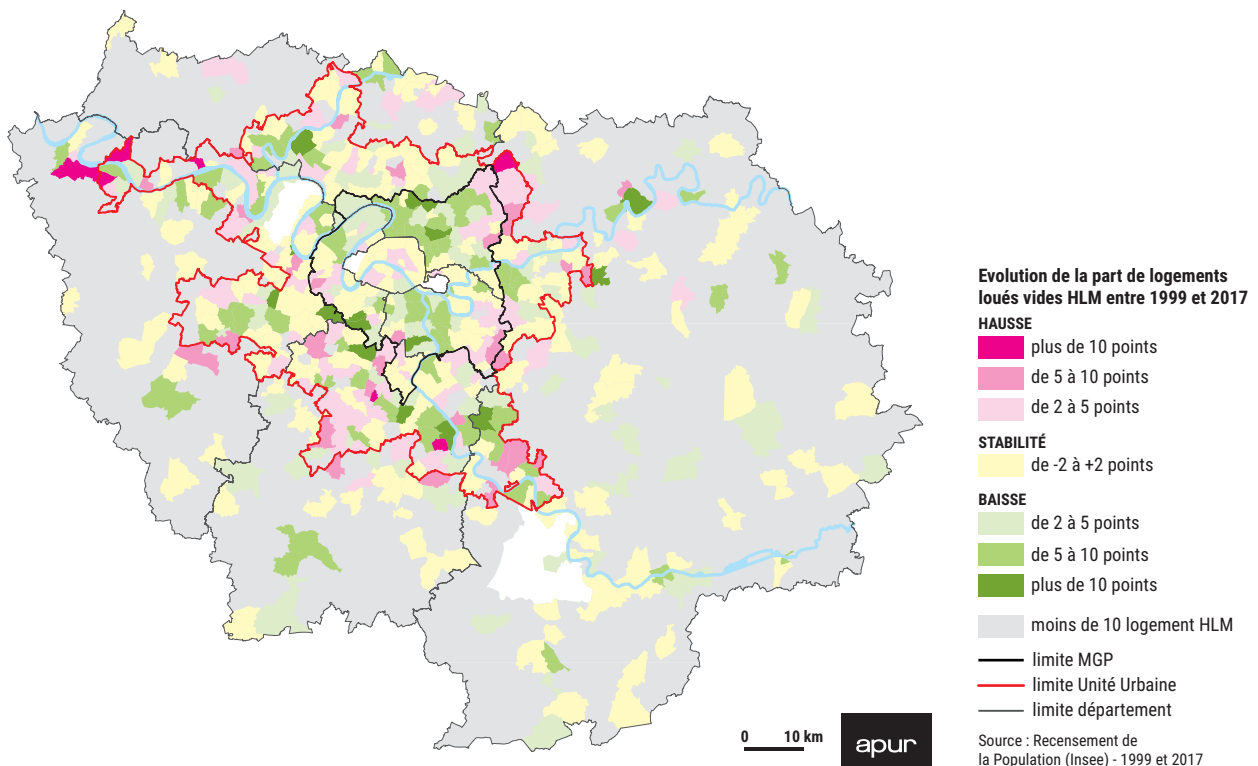 Evolution de la part de logements
loués vides HLM entre 1999 et 2017
HAUSSE
plus de 10 points
de 5 à 10 points
de 2 à 5 points
STABILITÉ
de -2 à +2 points
BAISSE
de 2 à 5 points
de 5 à 10 points
plus de 10 points
moins de 10 logement HLM
limite MGP
limite Unité Urbaine
limite département
Source : Recensement de
la Population (Insee) - 1999 et 2017
0 10 km
apur